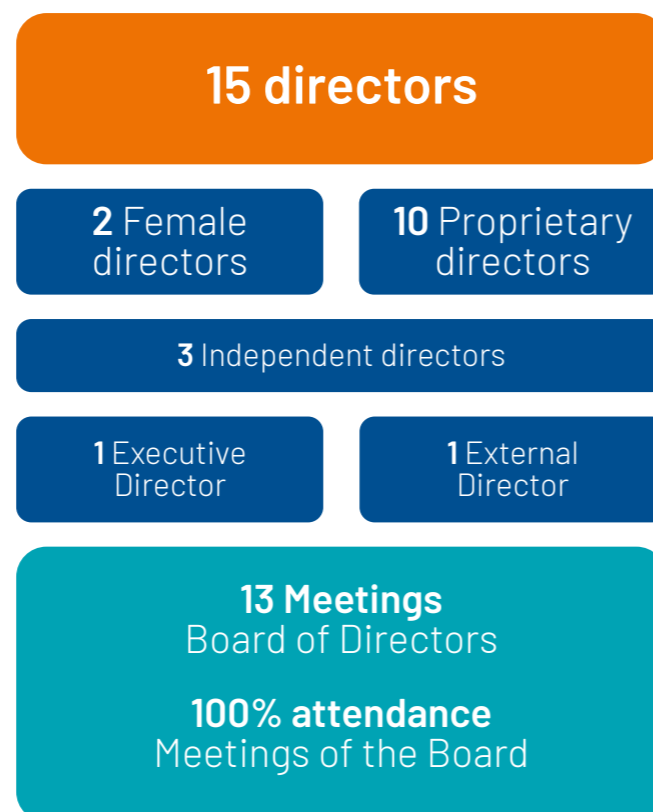 15 directors
2 Female
directors
10 Proprietary
directors
3 Independent directors
1 Executive
Director
1 External
Director
13 Meetings
Board of Directors
100% attendance
Meetings of the Board